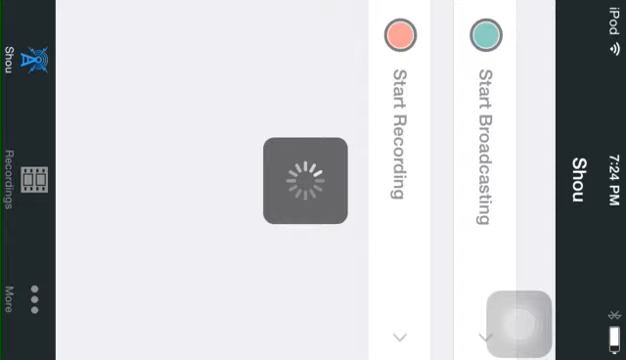 iPod 7:24 PM
Shou
Start Broadcasting
Start Recording
Shou Recordings More